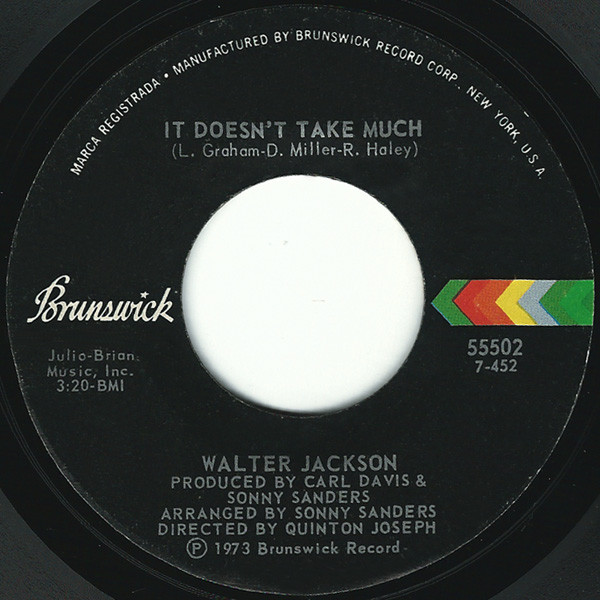 MARCA REGISTRADA • MANUFACTURED BY BRUNSWICK RECORD CORP., NEW YORK, U.S.A.
IT DOESN'T TAKE MUCH
(L. Graham-D. Miller-R. Haley)
Brunswick
Julio-Brian
Music, Inc.
3:20-BMI
55502
7-452
WALTER JACKSON
PRODUCED BY CARL DAVIS &
SONNY SANDERS
ARRANGED BY SONNY SANDERS
DIRECTED BY QUINTON JOSEPH
Ⓟ 1973 Brunswick Record